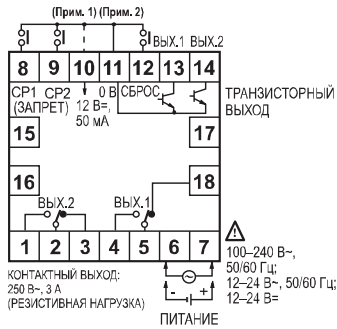 (Прим. 1) (Прим. 2)
ВЫХ.1 ВЫХ.2
8 9 10 11 12 13 14
СР1 СР2 0 В СБРОС
(ЗАПРЕТ) 12 В=,
50 мА
ТРАНЗИСТОРНЫЙ
ВЫХОД
15 17
16 18
ВЫХ.2 ВЫХ.1
1 2 3 4 5 6 7
КОНТАКТНЫЙ ВЫХОД:
250 В~, 3 А
(РЕЗИСТИВНАЯ НАГРУЗКА)
100–240 В~,
50/60 Гц;
12–24 В~, 50/60 Гц;
12–24 В=
- +
ПИТАНИЕ